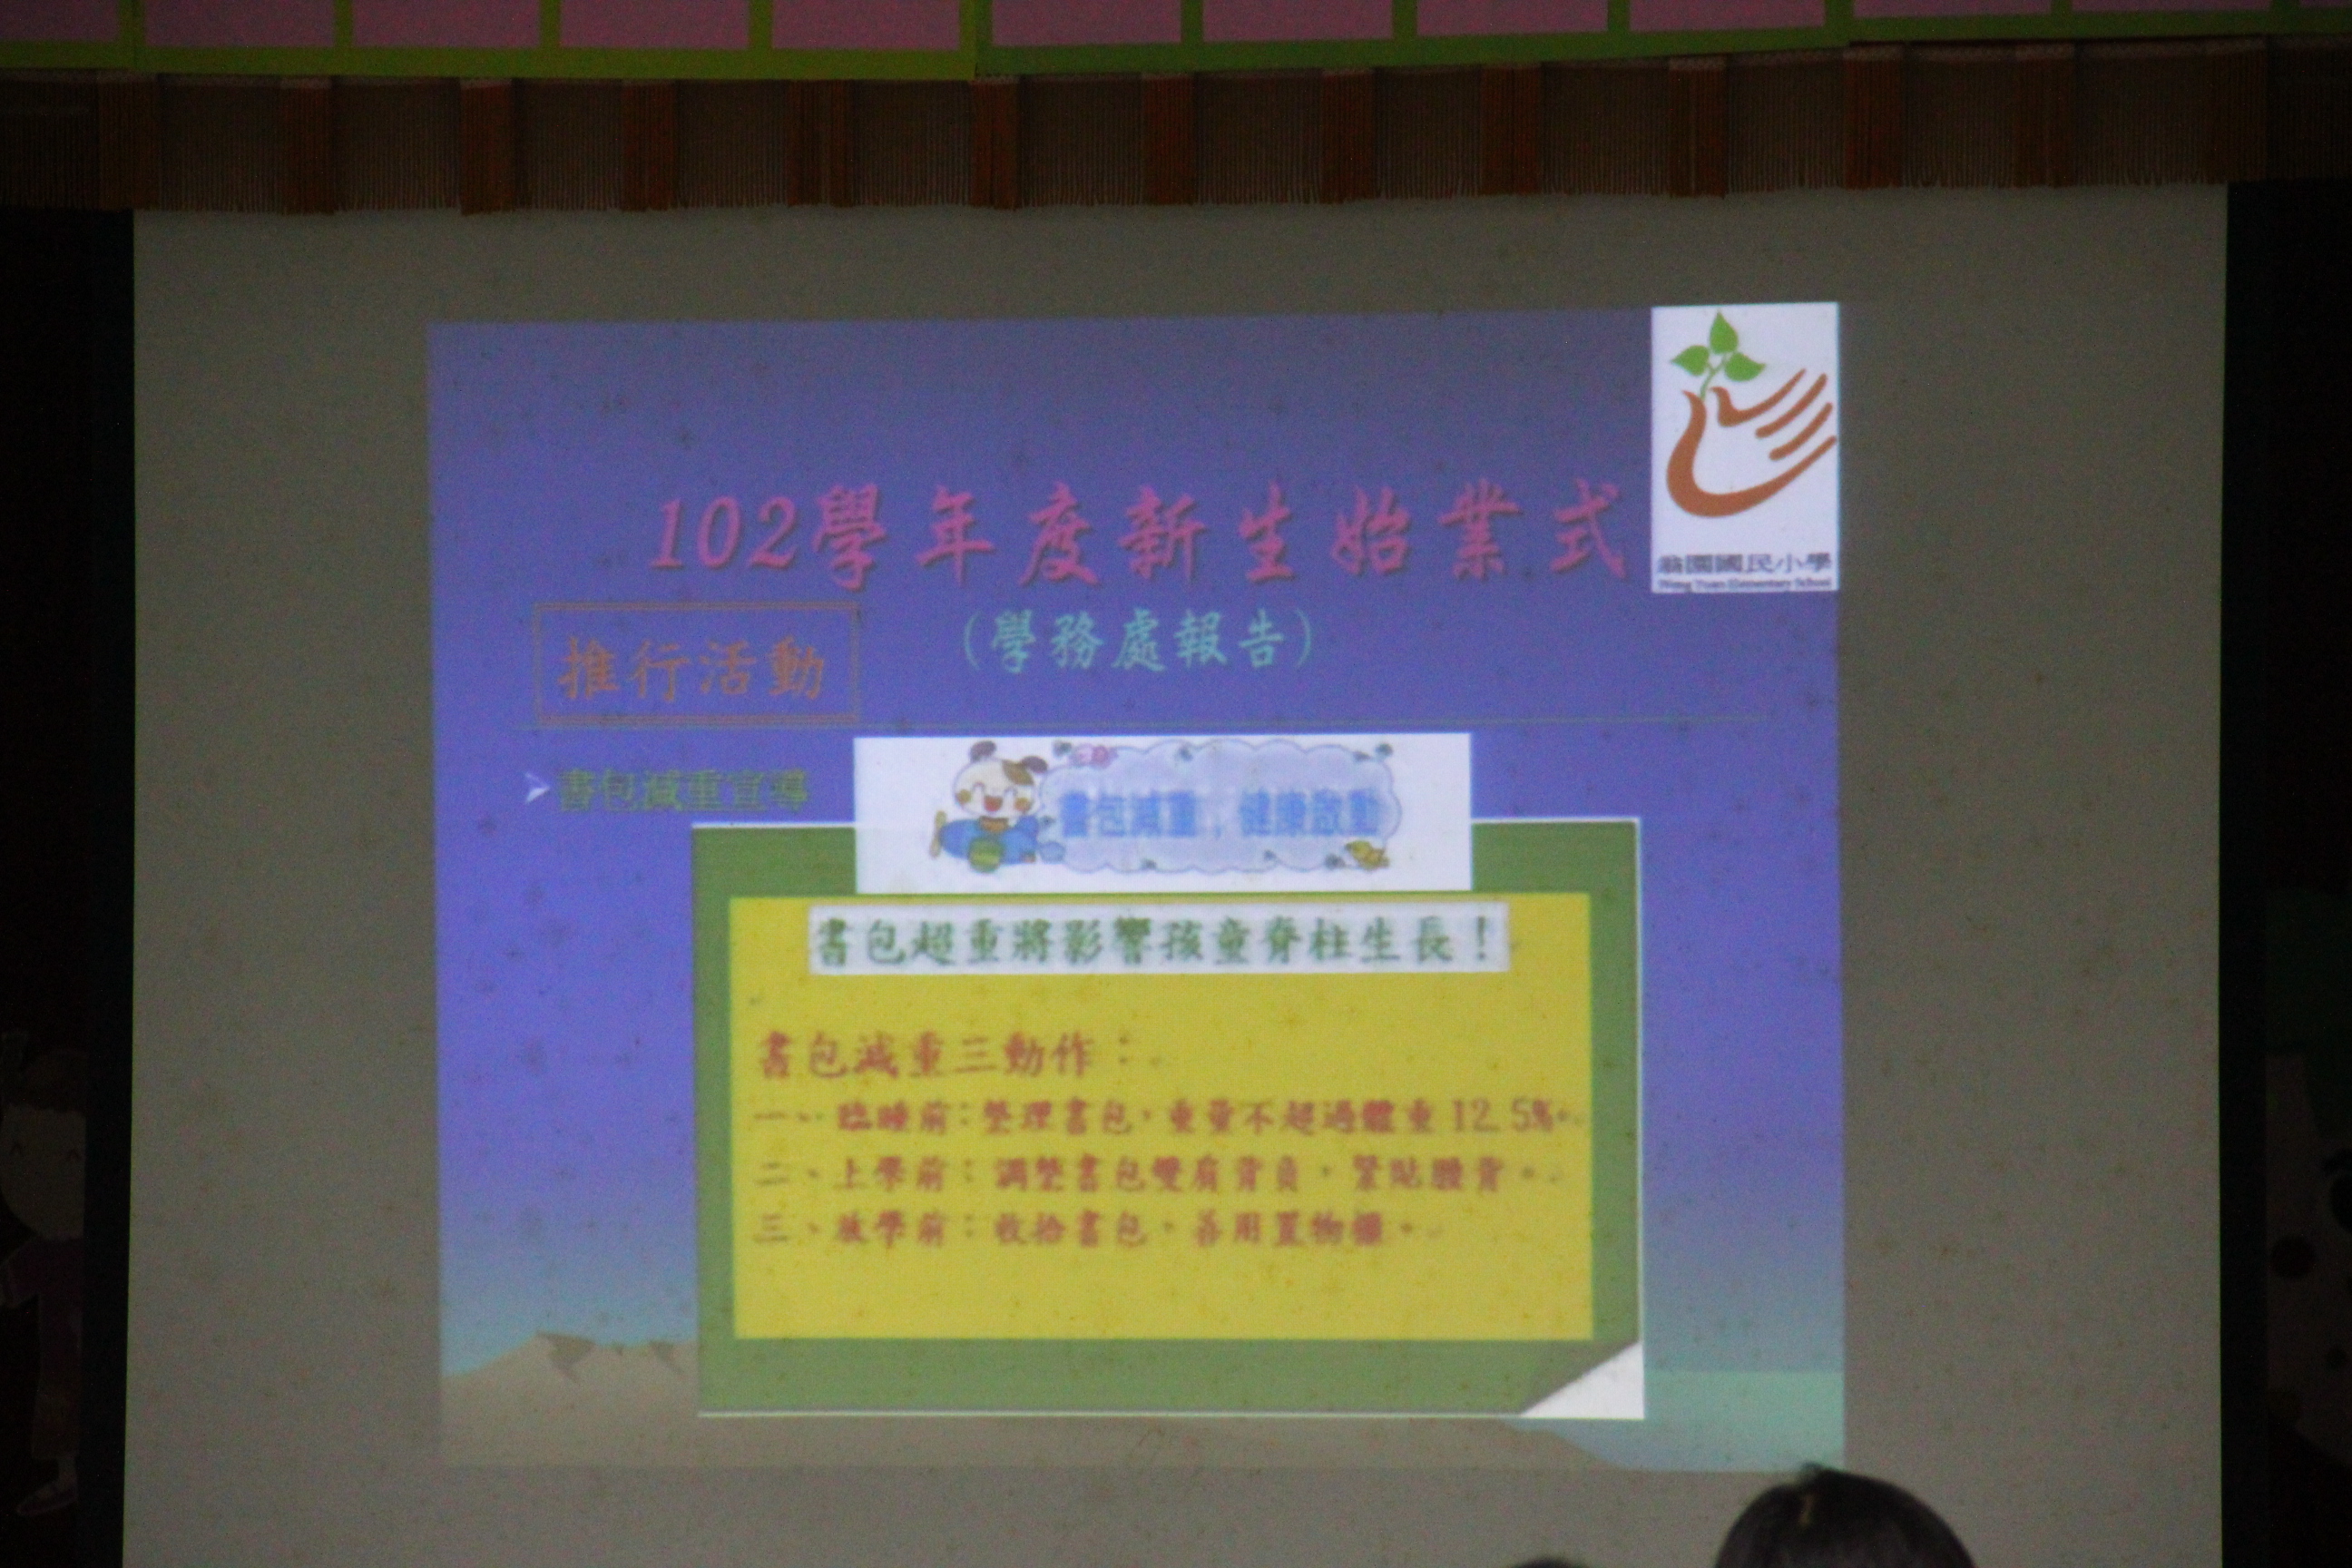 102學年度新生始業式
翁園國民小學
Wong Yuan Elementary School
(學務處報告)
推行活動
書包減重宣導
書包減重，健康啟動
書包超重將影響孩童脊柱生長！
書包減重三動作：
一、臨睡前：整理書包，重量不超過體重12.5%。
二、上學前：調整書包雙肩背負，緊貼腰背。
三、放學前：收拾書包，善用置物櫃。